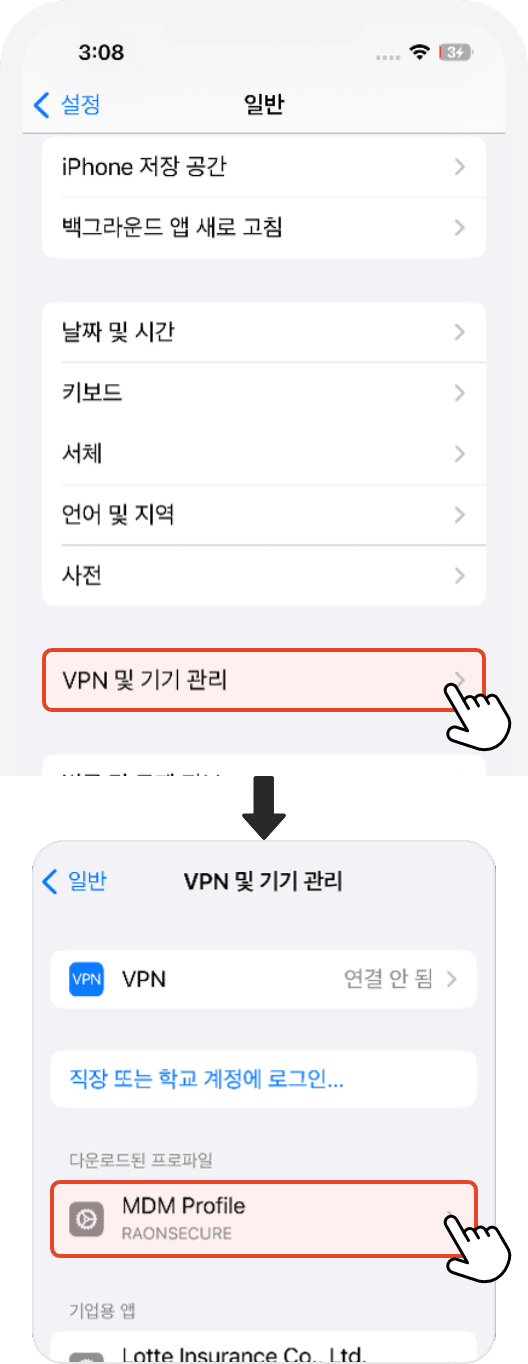 3:08
3
설정
일반
iPhone 저장 공간
백그라운드 앱 새로 고침
날짜 및 시간
키보드
서체
언어 및 지역
사전
VPN 및 기기 관리
일반
VPN 및 기기 관리
VPN
VPN
연결 안 됨
직장 또는 학교 계정에 로그인...
다운로드된 프로파일
MDM Profile
RAONSECURE
기업용 앱
Lotte Insurance Co., Ltd.